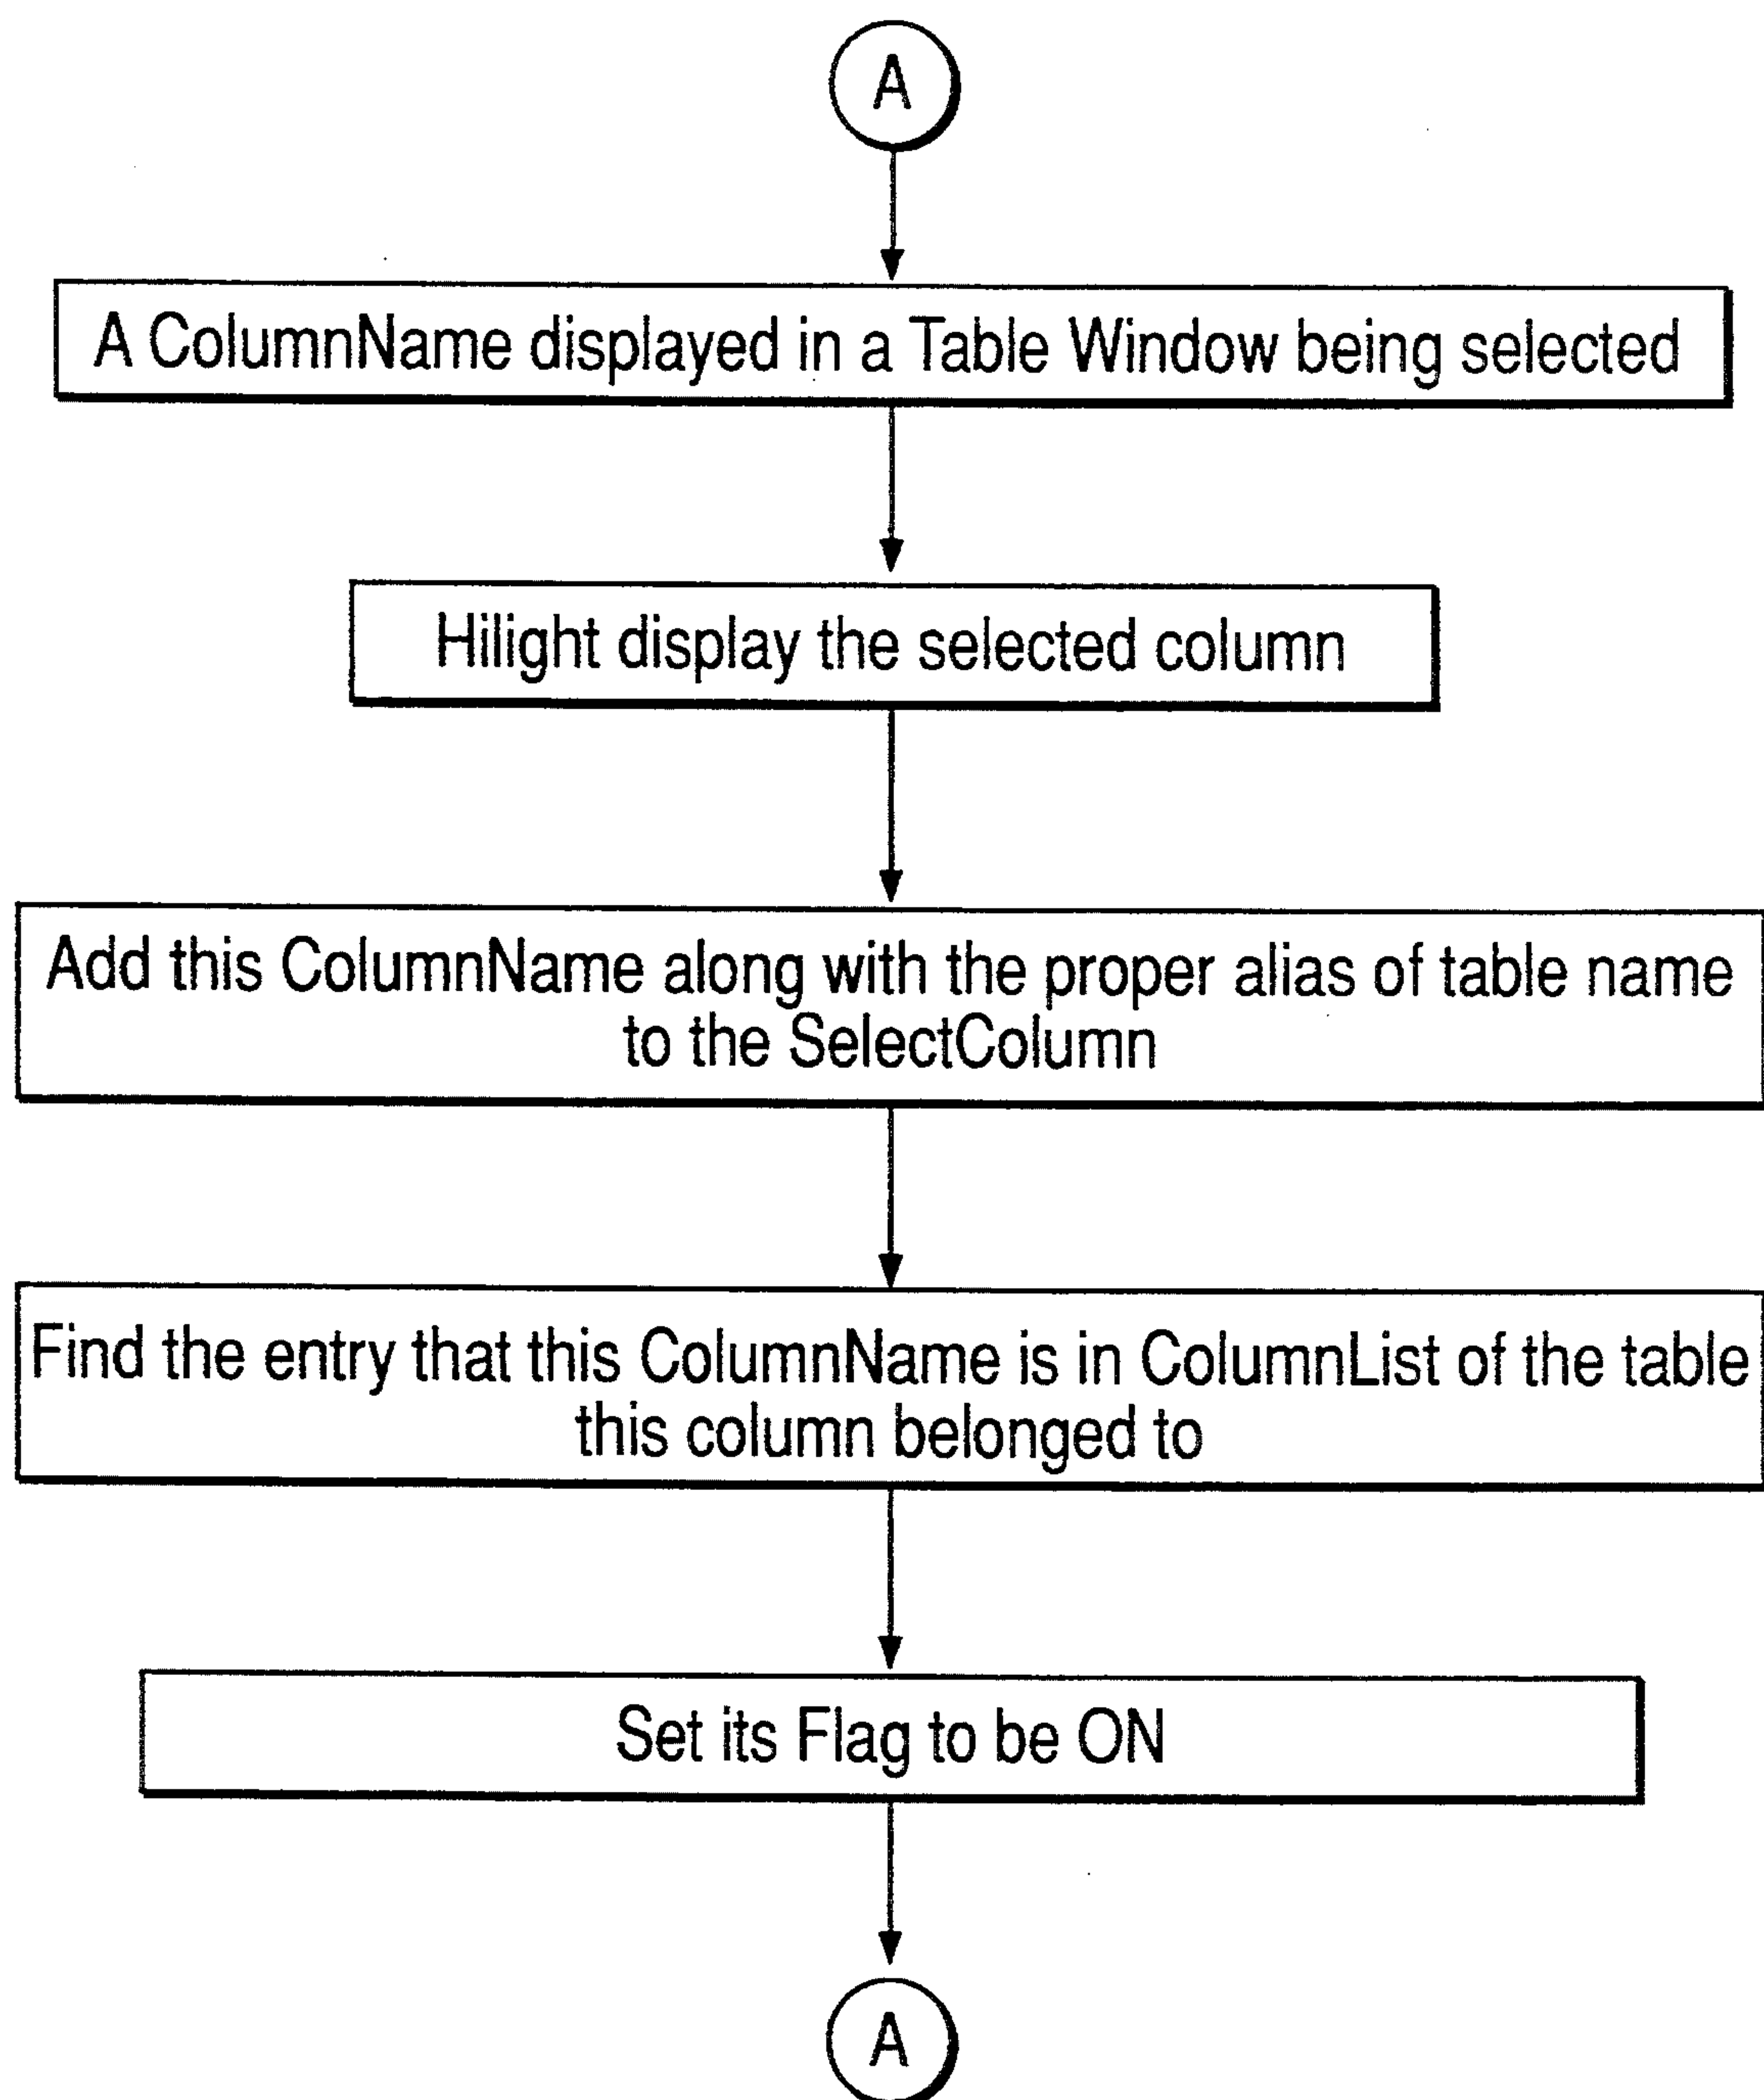 A
A ColumnName displayed in a Table Window being selected
Hilight display the selected column
Add this ColumnName along with the proper alias of table name
to the SelectColumn
Find the entry that this ColumnName is in ColumnList of the table
this column belonged to
Set its Flag to be ON
A